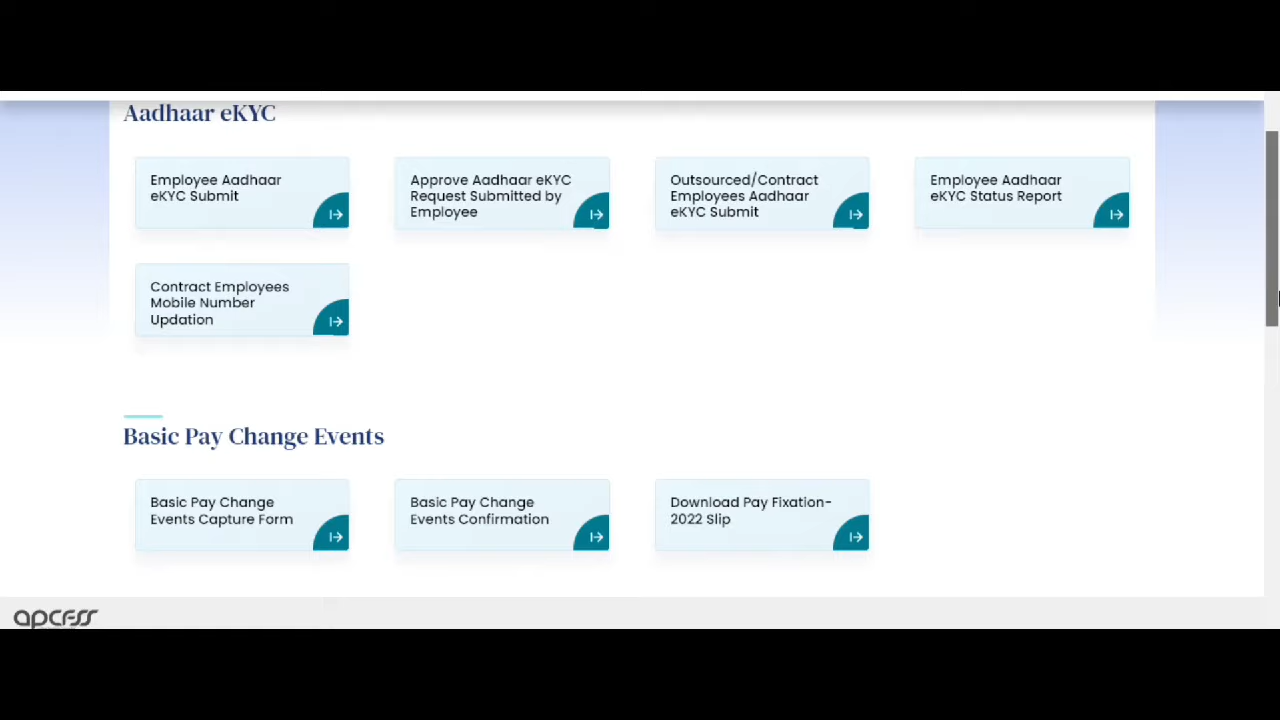 Aadhaar eKYC
Employee Aadhaar
eKYC Submit
Approve Aadhaar eKYC
Request Submitted by
Employee
Outsourced/Contract
Employees Aadhaar
eKYC Submit
Employee Aadhaar
eKYC Status Report
Contract Employees
Mobile Number
Updation
Basic Pay Change Events
Basic Pay Change
Events Capture Form
Basic Pay Change
Events Confirmation
Download Pay Fixation-
2022 Slip
apcfss